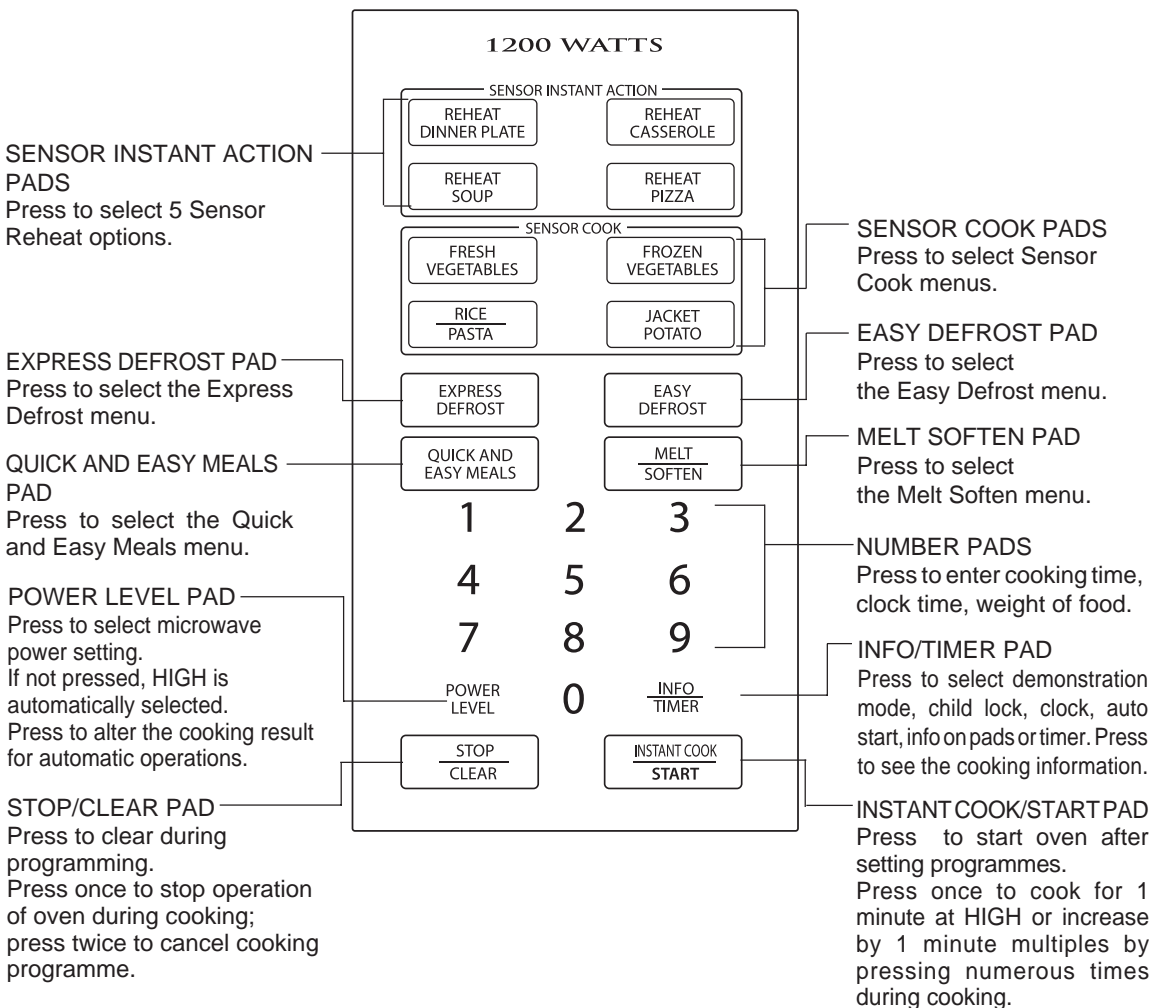 1200 WATTS
SENSOR INSTANT ACTION
REHEAT
DINNER PLATE
REHEAT
CASSEROLE
REHEAT
SOUP
REHEAT
PIZZA
SENSOR COOK
FRESH
VEGETABLES
FROZEN
VEGETABLES
RICE
PASTA
JACKET
POTATO
EXPRESS
DEFROST
EASY
DEFROST
QUICK AND
EASY MEALS
MELT
SOFTEN
1 2 3
4 5 6
7 8 9
POWER
LEVEL
0
INFO
TIMER
STOP
CLEAR
INSTANT COOK
START
SENSOR INSTANT ACTION
PADS
Press to select 5 Sensor
Reheat options.
EXPRESS DEFROST PAD
Press to select the Express
Defrost menu.
QUICK AND EASY MEALS
PAD
Press to select the Quick
and Easy Meals menu.
POWER LEVEL PAD
Press to select microwave
power setting.
If not pressed, HIGH is
automatically selected.
Press to alter the cooking result
for automatic operations.
STOP/CLEAR PAD
Press to clear during
programming.
Press once to stop operation
of oven during cooking;
press twice to cancel cooking
programme.
SENSOR COOK PADS
Press to select Sensor
Cook menus.
EASY DEFROST PAD
Press to select
the Easy Defrost menu.
MELT SOFTEN PAD
Press to select
the Melt Soften menu.
NUMBER PADS
Press to enter cooking time,
clock time, weight of food.
INFO/TIMER PAD
Press to select demonstration
mode, child lock, clock, auto
start, info on pads or timer. Press
to see the cooking information.
INSTANT COOK/START PAD
Press to start oven after
setting programmes.
Press once to cook for 1
minute at HIGH or increase
by 1 minute multiples by
pressing numerous times
during cooking.